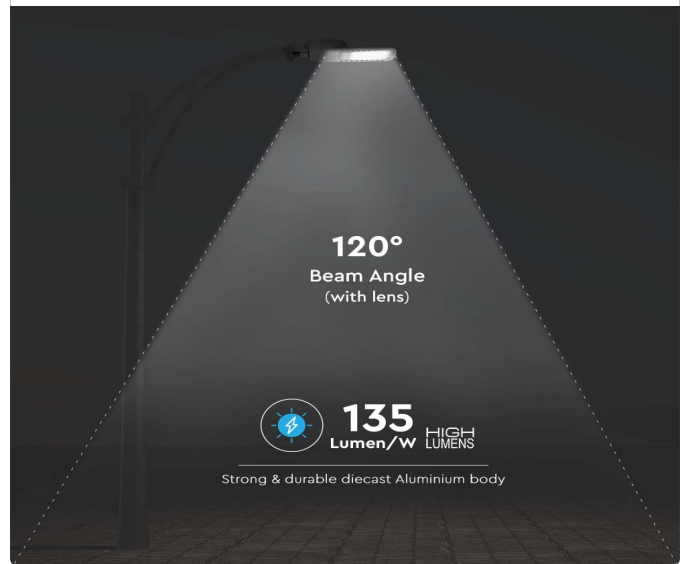 120°
Beam Angle
(with lens)
135
Lumen/W
HIGH
LUMENS
Strong & durable diecast Aluminium body